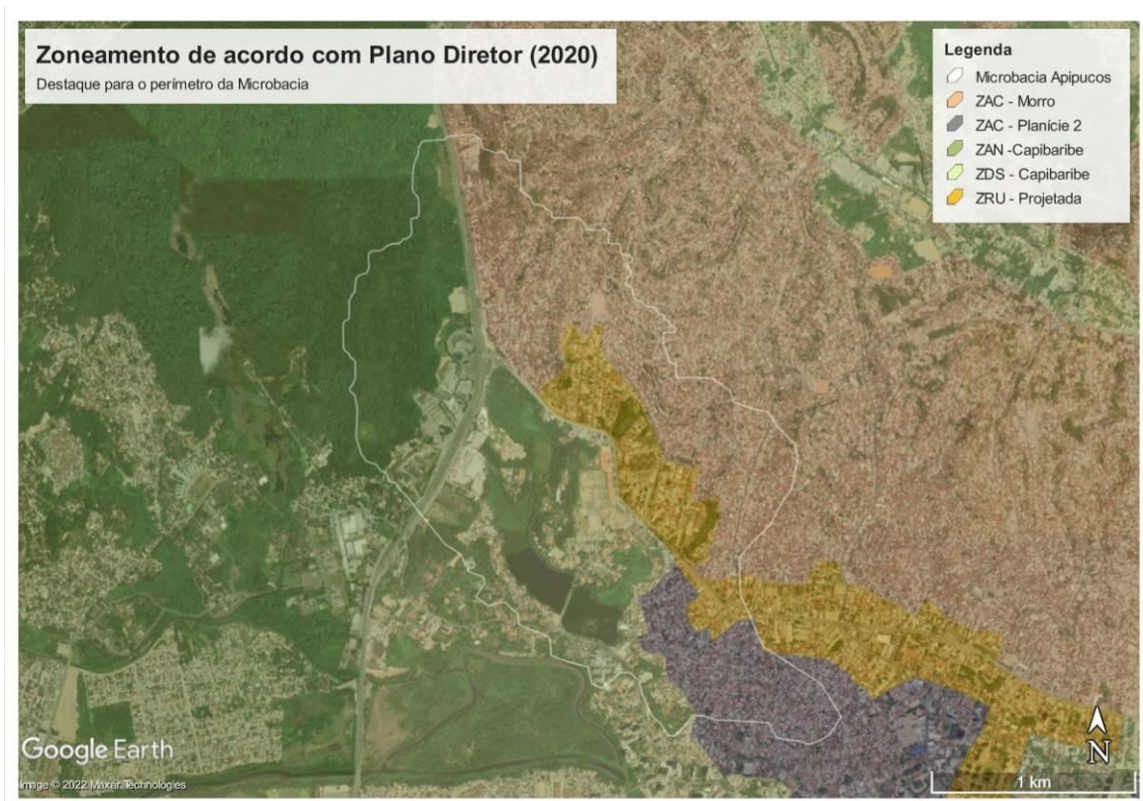 Zoneamento de acordo com Plano Diretor (2020)
Destaque para o perímetro da Microbacia
Legenda
Microbacia Apipucos
ZAC - Morro
ZAC - Planície 2
ZAN -Capibaribe
ZDS - Capibaribe
ZRU - Projetada
Google Earth
Image © 2022 Maxar Technologies
N
1 km